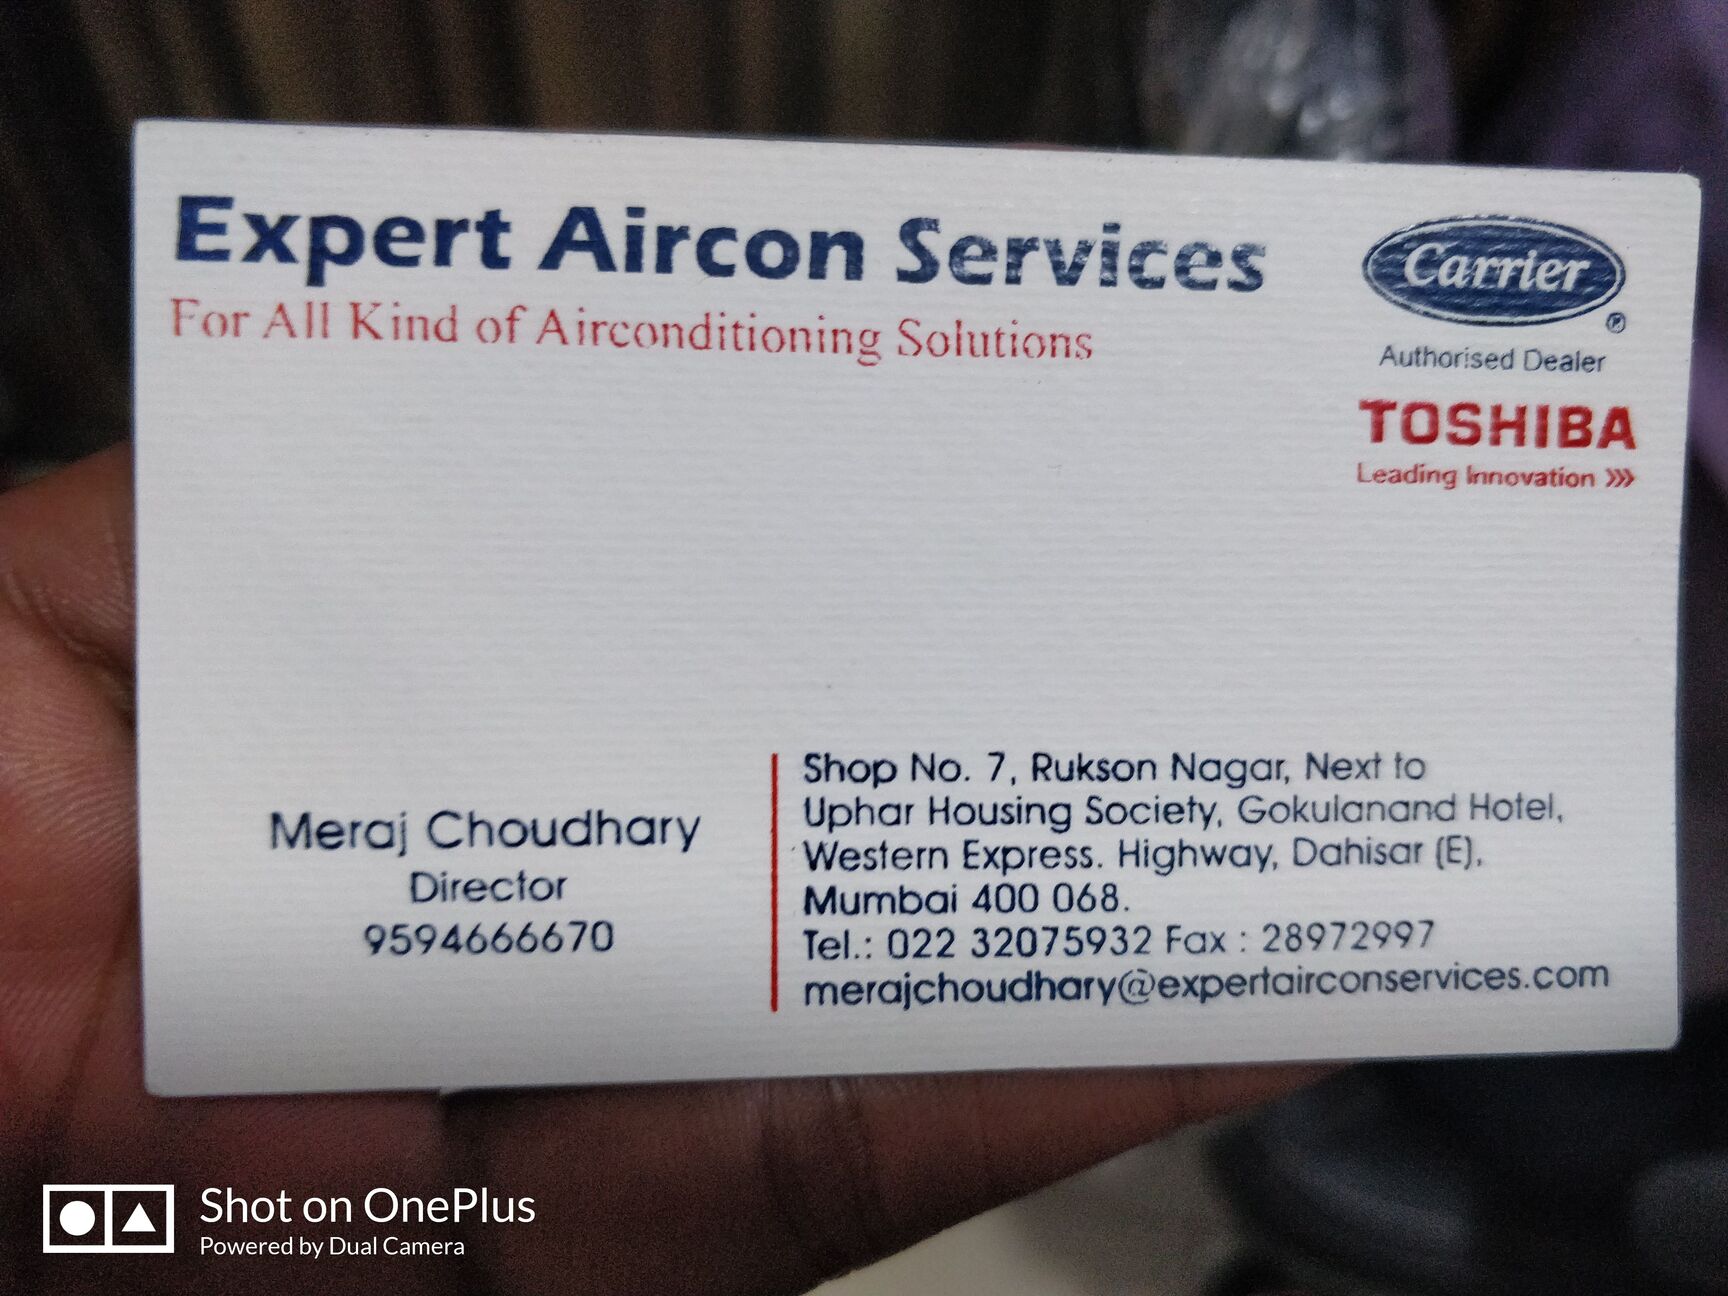 Expert Aircon Services
For All Kind of Airconditioning Solutions
Carrier
®
Authorised Dealer
TOSHIBA
Leading Innovation >>>
Meraj Choudhary
Director
9594666670
Shop No. 7, Rukson Nagar, Next to
Uphar Housing Society, Gokulanand Hotel,
Western Express. Highway, Dahisar (E),
Mumbai 400 068.
Tel.: 022 32075932 Fax : 28972997
merajchoudhary@expertairconservices.com
Shot on OnePlus
Powered by Dual Camera